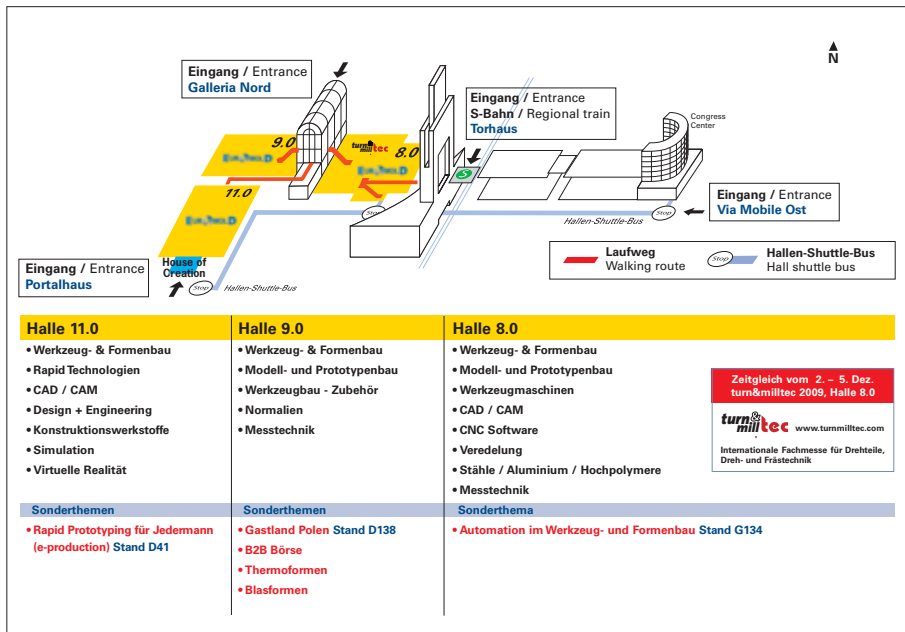 N
Eingang / Entrance
Galleria Nord
Eingang / Entrance
S-Bahn / Regional train
Torhaus
Congress
Center
9.0
turn&
milltec
8.0
S
11.0
Eingang / Entrance
Via Mobile Ost
Stop
Stop
Hallen-Shuttle-Bus
House of
Creation
Eingang / Entrance
Portalhaus
Stop
Hallen-Shuttle-Bus
Laufweg
Walking route
Stop
Hallen-Shuttle-Bus
Hall shuttle bus
Halle 11.0
• Werkzeug- & Formenbau
• Rapid Technologien
• CAD / CAM
• Design + Engineering
• Konstruktionswerkstoffe
• Simulation
• Virtuelle Realität
Sonderthemen
• Rapid Prototyping für Jedermann
(e-production) Stand D41
Halle 9.0
• Werkzeug- & Formenbau
• Modell- und Prototypenbau
• Werkzeugbau - Zubehör
• Normalien
• Messtechnik
Sonderthemen
• Gastland Polen Stand D138
• B2B Börse
• Thermoformen
• Blasformen
Halle 8.0
• Werkzeug- & Formenbau
• Modell- und Prototypenbau
• Werkzeugmaschinen
• CAD / CAM
• CNC Software
• Veredelung
• Stähle / Aluminium / Hochpolymere
• Messtechnik
Sonderthema
• Automation im Werkzeug- und Formenbau Stand G134
Zeitgleich vom 2. – 5. Dez.
turn&milltec 2009, Halle 8.0
turn&
milltec www.turnmilltec.com
Internationale Fachmesse für Drehteile,
Dreh- und Frästechnik